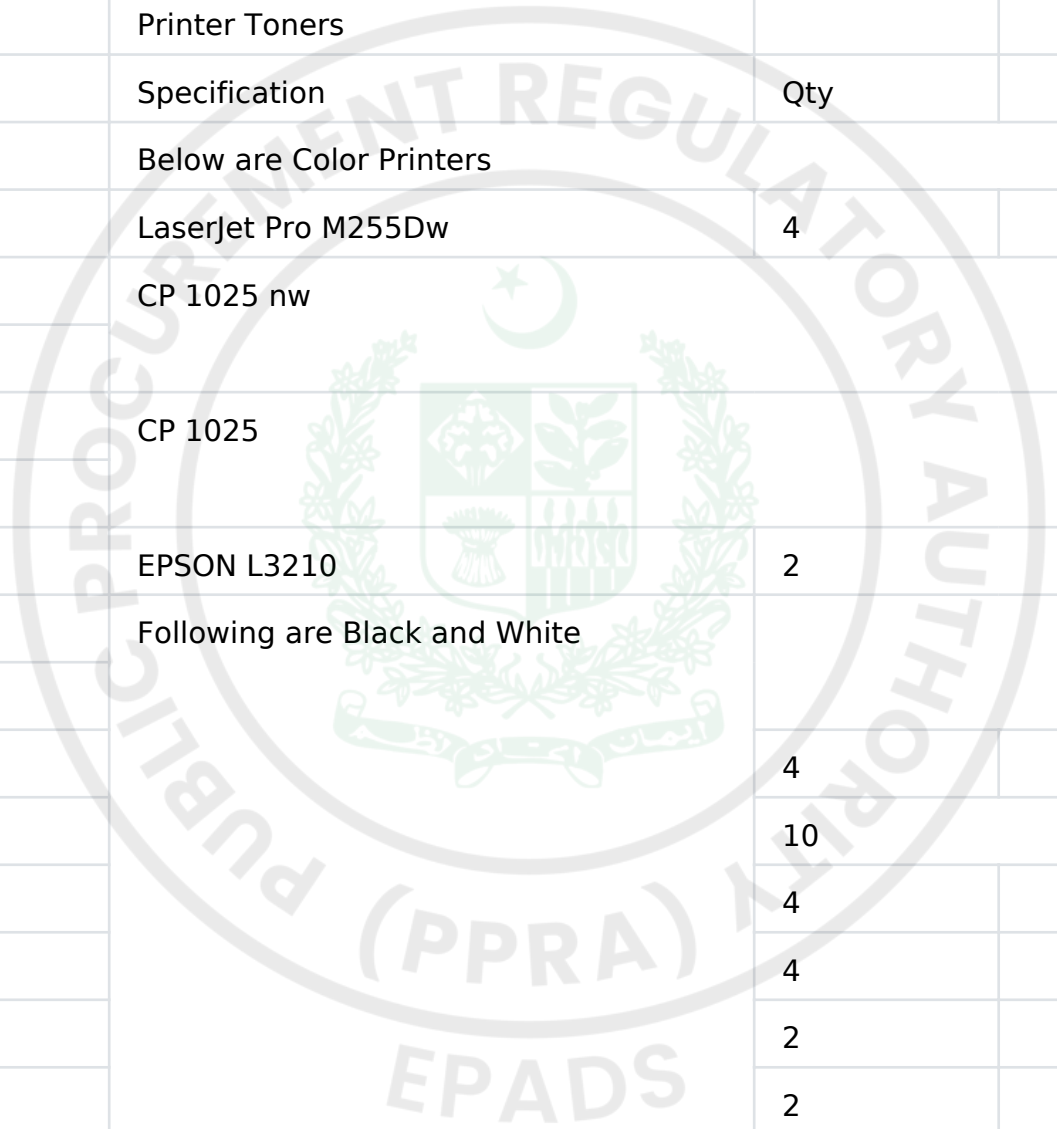 Printer Toners
Specification Qty
Below are Color Printers
LaserJet Pro M255Dw 4
CP 1025 nw
CP 1025
EPSON L3210 2
Following are Black and White
4
10
4
4
2
2
PUBLIC PROCUREMENT REGULATORY AUTHORITY
(PPRA)
EPADS